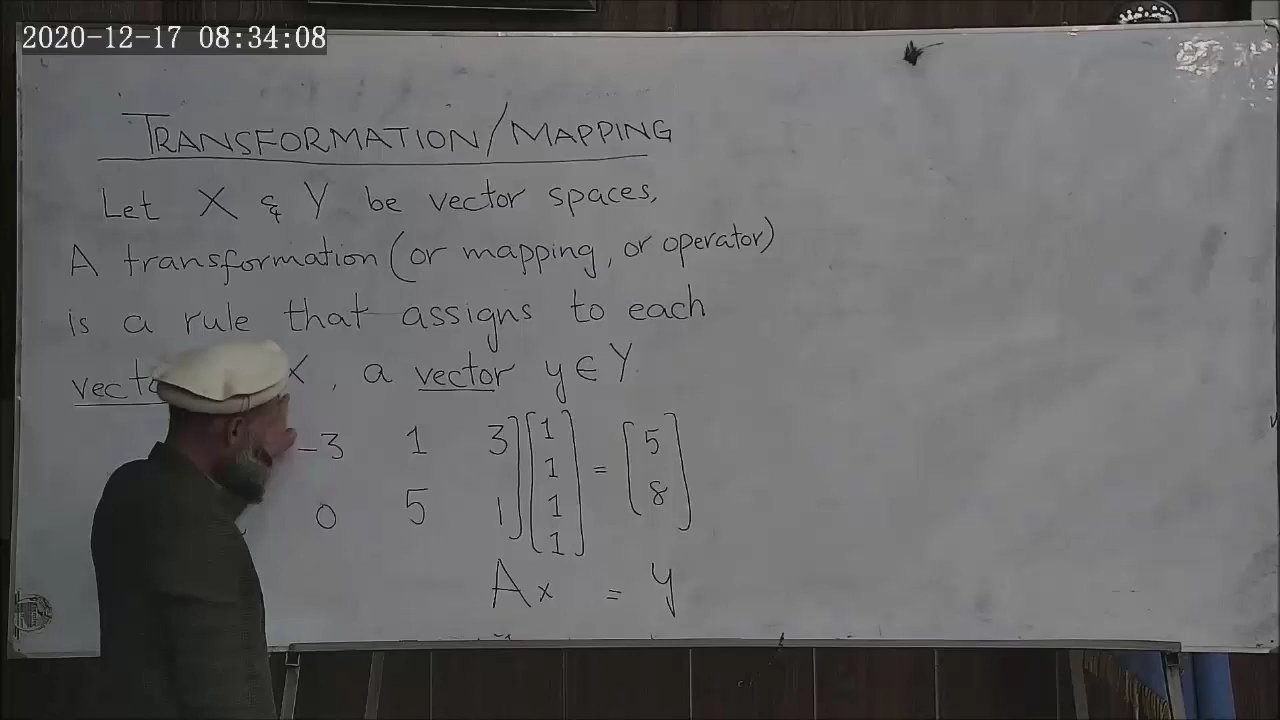 2020-12-17 08:34:08
TRANSFORMATION/MAPPING
Let X & Y be vector spaces,
A transformation (or mapping, or operator)
is a rule that assigns to each
X, a vector y ∈ Y
-3 1 3] [1
0 5 1] 1
1
1] = [5
8]
Ax = y